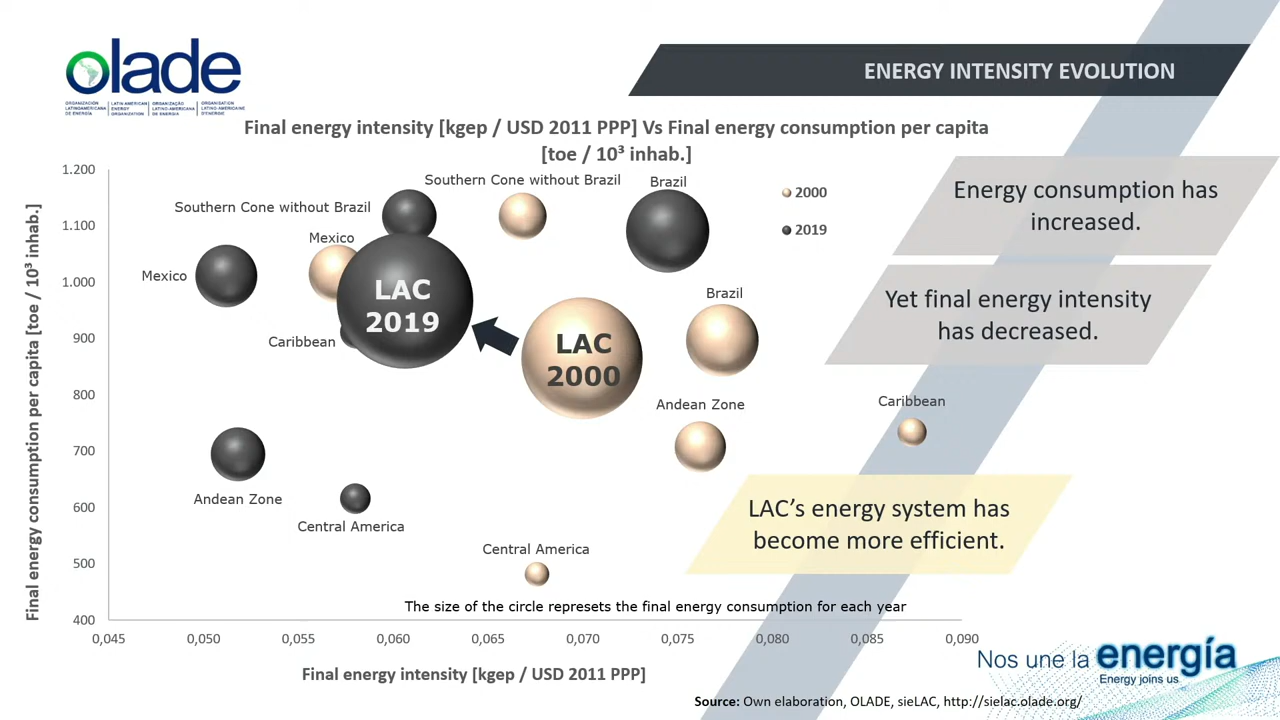 olade
ORGANIZACIÓN LATINOAMERICANA DE ENERGÍA
LATIN AMERICAN ENERGY ORGANIZATION
ORGANIZAÇÃO LATINO-AMERICANA DE ENERGIA
ORGANISATION LATINO-AMÉRICAINE D'ENERGIE
ENERGY INTENSITY EVOLUTION
Final energy intensity [kgep / USD 2011 PPP] Vs Final energy consumption per capita
[toe / 10³ inhab.]
Final energy consumption per capita [toe / 10³ inhab.]
1.200
1.100
1.000
900
800
700
600
500
400
Southern Cone without Brazil
Brazil
2000
Southern Cone without Brazil
2019
Mexico
Mexico
LAC
2019
Brazil
Caribbean
LAC
2000
Caribbean
Andean Zone
Andean Zone
Central America
Central America
The size of the circle represets the final energy consumption for each year
0,045
0,050
0,055
0,060
0,065
0,070
0,075
0,080
0,085
0,090
Final energy intensity [kgep / USD 2011 PPP]
Energy consumption has
increased.
Yet final energy intensity
has decreased.
LAC’s energy system has
become more efficient.
Nos une la energía
Energy joins us
Source: Own elaboration, OLADE, sieLAC, http://sielac.olade.org/